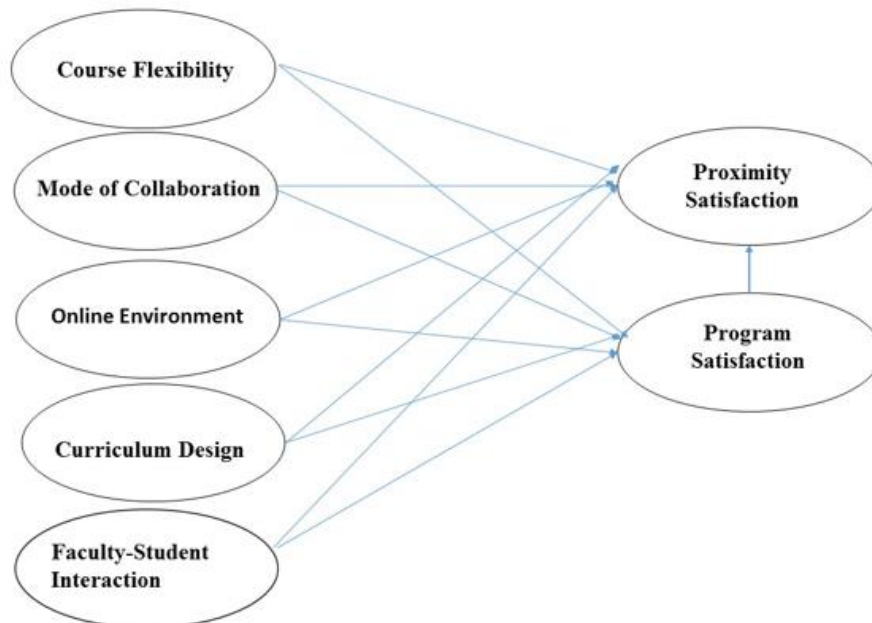 Course Flexibility
Mode of Collaboration
Online Environment
Curriculum Design
Faculty-Student
Interaction
Proximity
Satisfaction
Program
Satisfaction